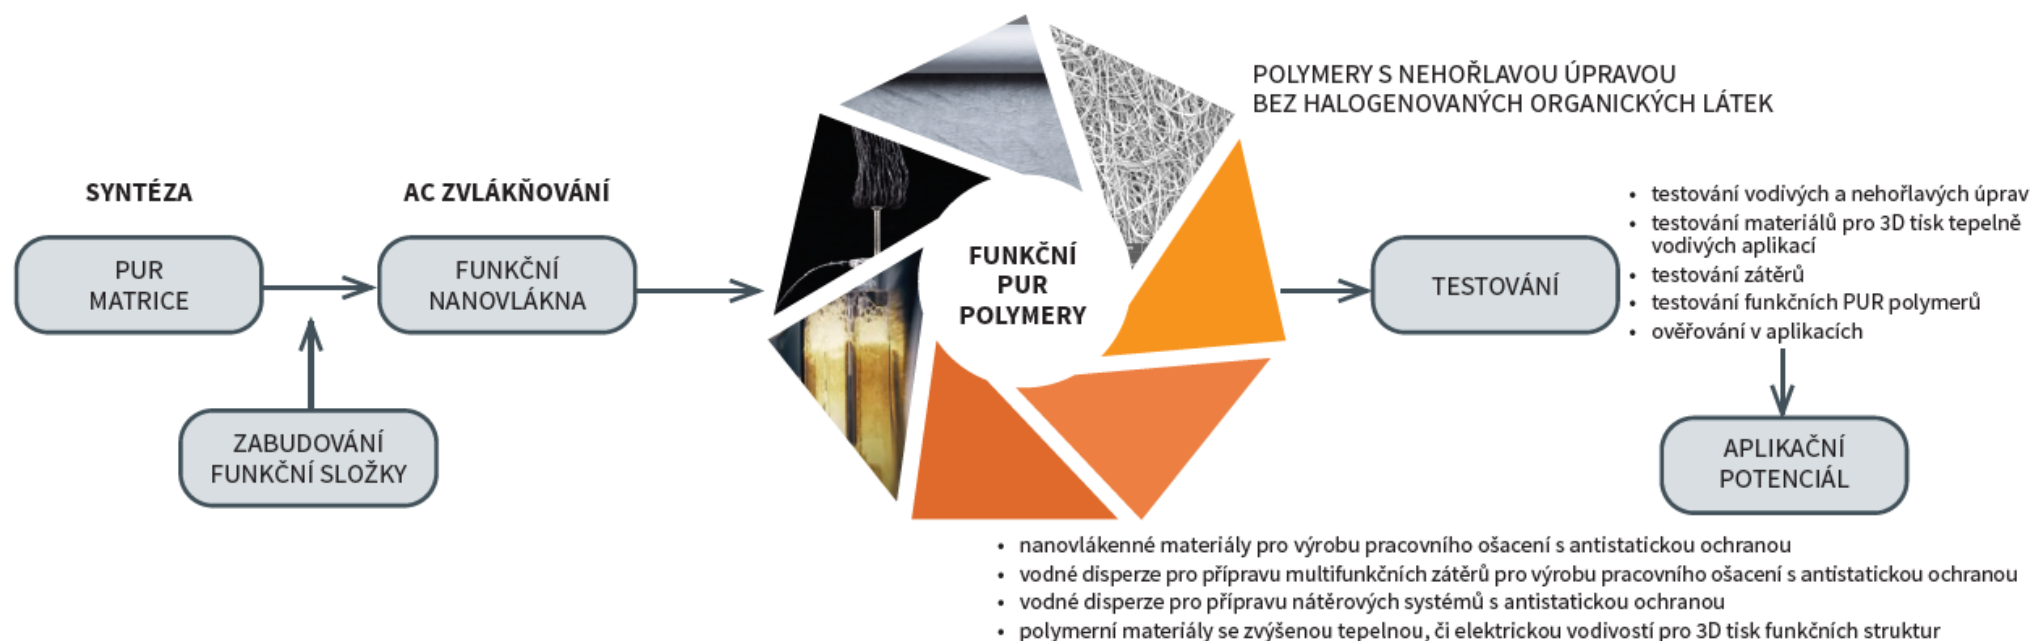 SYNTÉZA
PUR
MATRICE
ZABUDOVÁNÍ
FUNKČNÍ SLOŽKY
AC ZVLÁKŇOVÁNÍ
FUNKČNÍ
NANOVLÁKNA
FUNKČNÍ
PUR
POLYMERY
POLYMERY S NEHOŘLAVOU ÚPRAVOU
BEZ HALOGENOVANÝCH ORGANICKÝCH LÁTEK
TESTOVÁNÍ
• testování vodívých a nehořlavých úprav
• testování materiálů pro 3D tisk tepelně
vodivých aplikací
• testování zátěrů
• testování funkčních PUR polymerů
• ověřování v aplikacích
APLIKAČNÍ
POTENCIÁL
• nanovlákenné materiály pro výrobu pracovního ošacení s antistatickou ochranou
• vodné disperze pro přípravu multifunkčních zátěrů pro výrobu pracovního ošacení s antistatickou ochranou
• vodné disperze pro přípravu nátěrových systémů s antistatickou ochranou
• polymerní materiály se zvýšenou tepelnou, či elektrickou vodivostí pro 3D tisk funkčních struktur